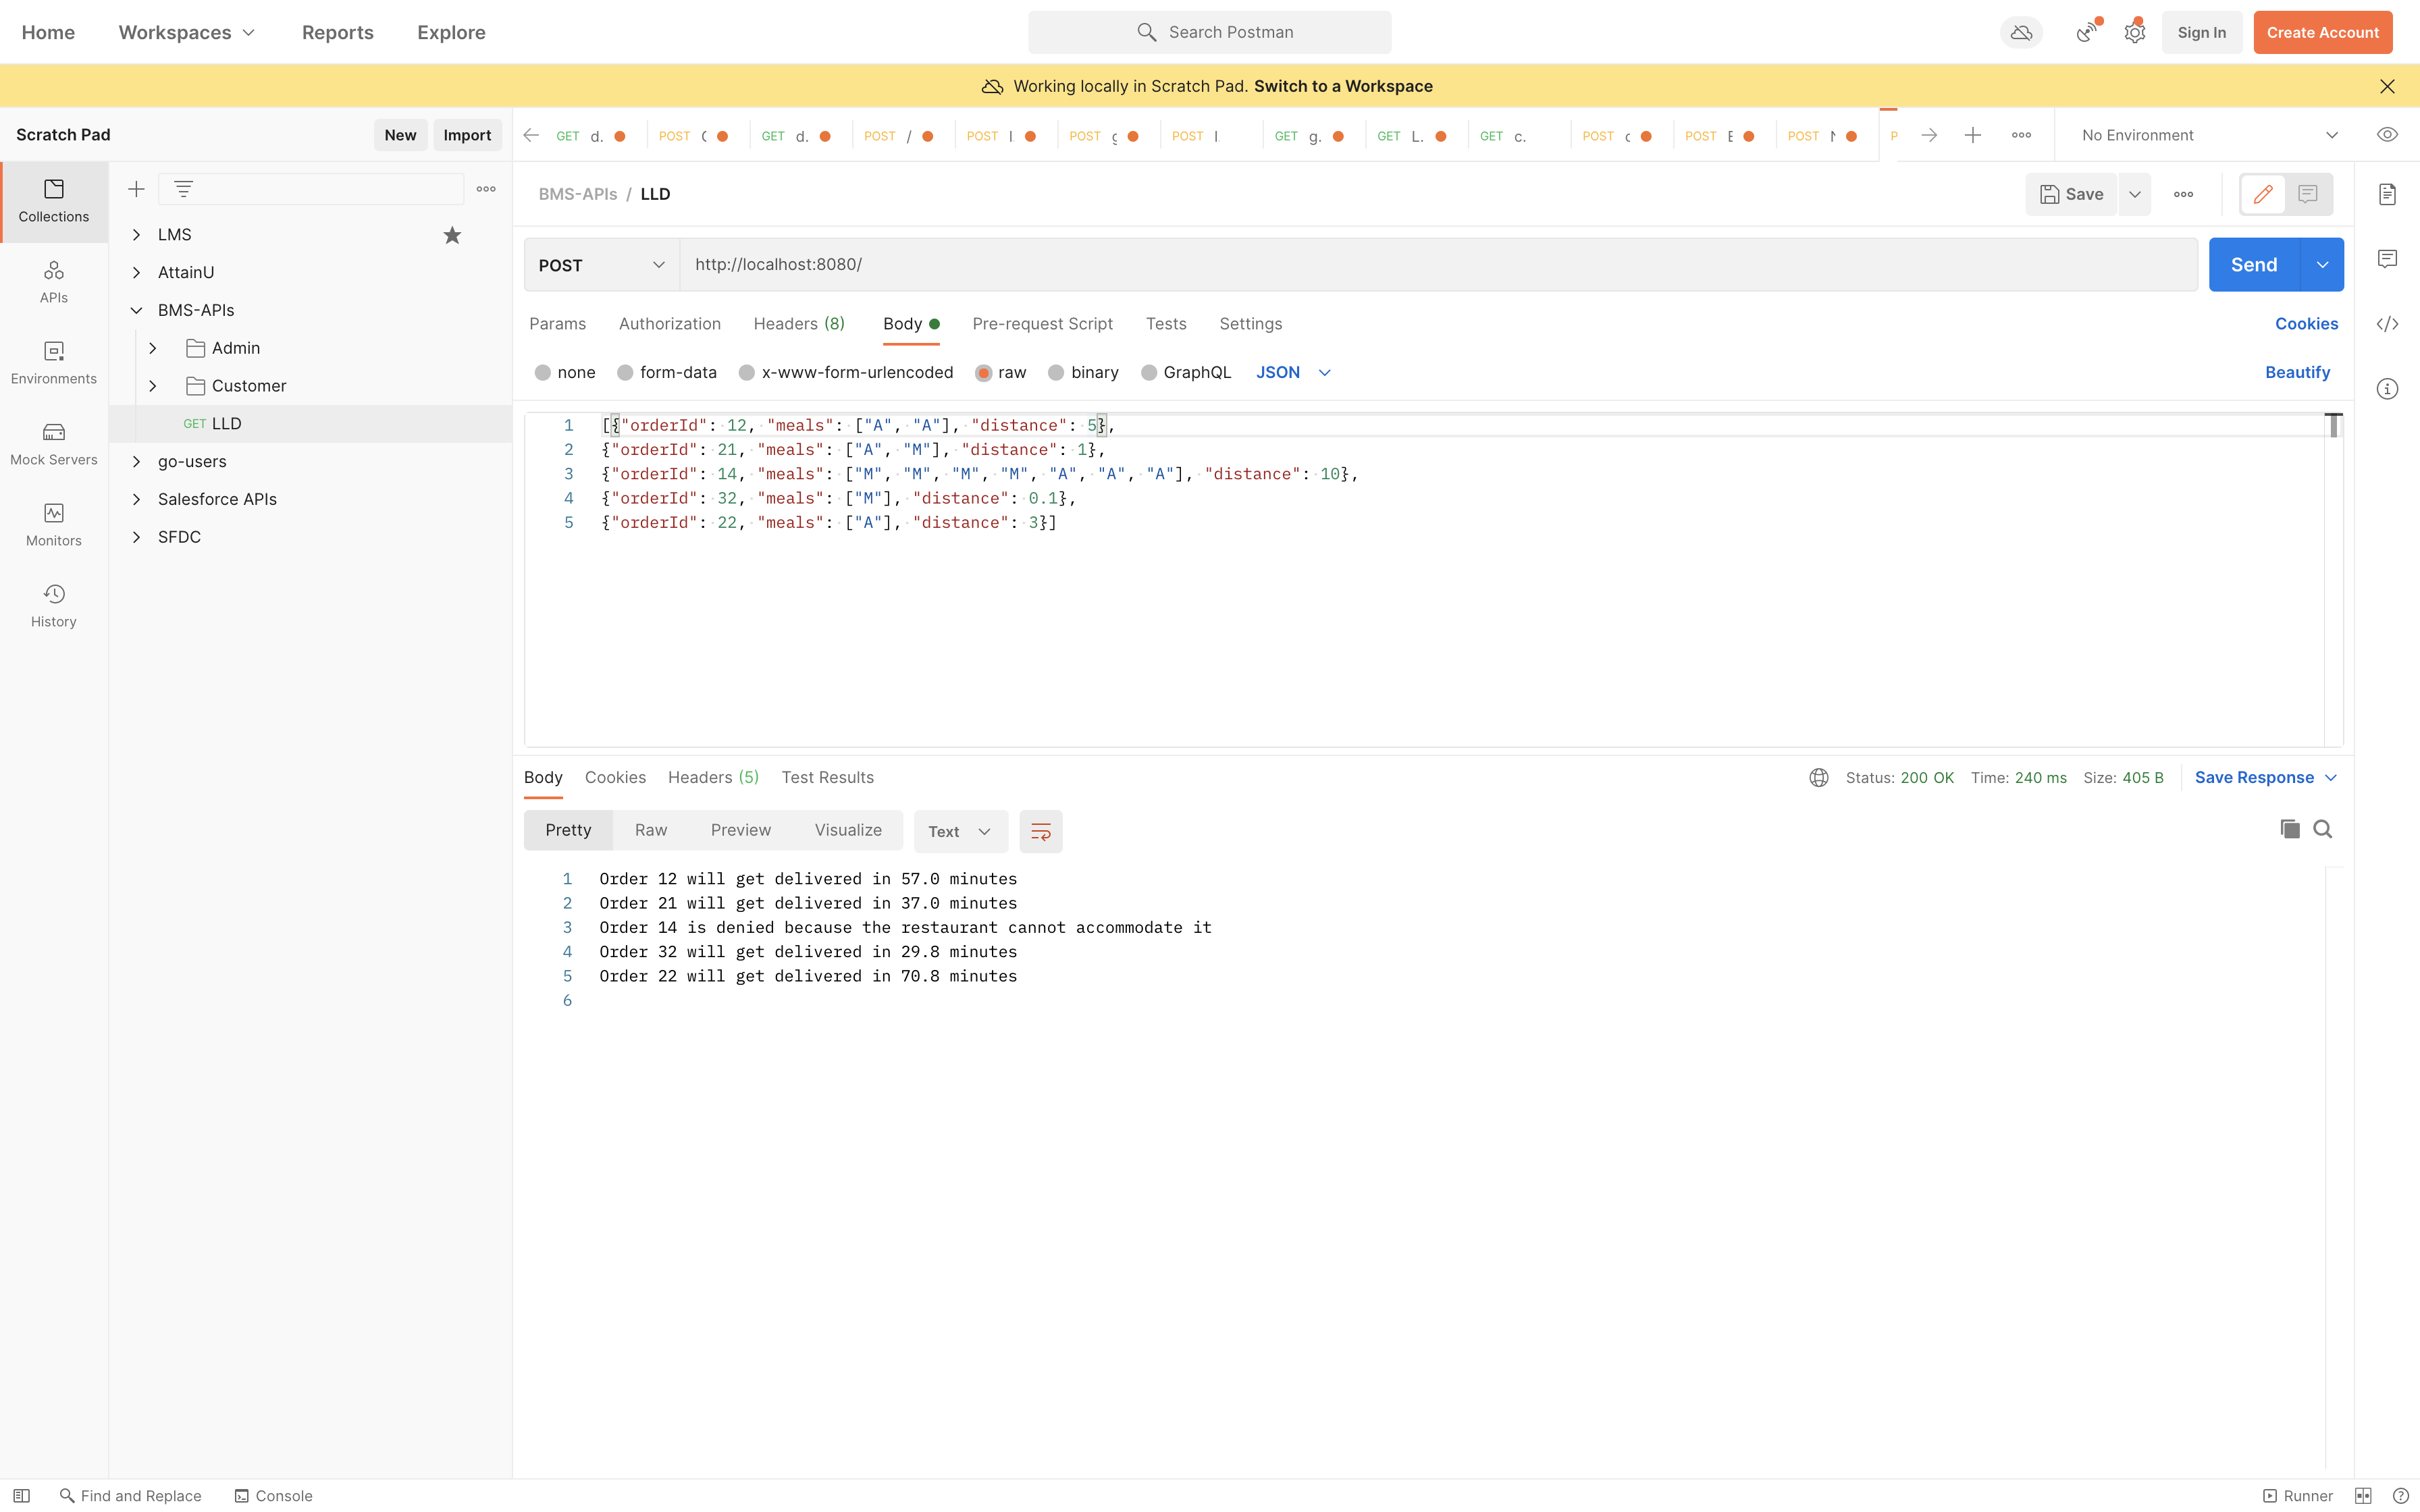 Home Workspaces Reports Explore Search Postman Sign In Create Account
Working locally in Scratch Pad. Switch to a Workspace
Scratch Pad New Import
GET d. POST GET d. POST / POST POST POST GET g. GET L. GET c. POST POST POST No Environment
Collections
APIs
Environments
Mock Servers
Monitors
History
LMS
AttainU
BMS-APIs
Admin
Customer
GET LLD
go-users
Salesforce APIs
SFDC
BMS-APIs / LLD Save
POST http://localhost:8080/ Send
Params Authorization Headers (8) Body Pre-request Script Tests Settings Cookies
none form-data x-www-form-urlencoded raw binary GraphQL JSON Beautify
1 [{"orderId": 12, "meals": ["A", "A"], "distance": 5},
2 {"orderId": 21, "meals": ["A", "M"], "distance": 1},
3 {"orderId": 14, "meals": ["M", "M", "M", "M", "A", "A", "A"], "distance": 10},
4 {"orderId": 32, "meals": ["M"], "distance": 0.1},
5 {"orderId": 22, "meals": ["A"], "distance": 3}]
Body Cookies Headers (5) Test Results Status: 200 OK Time: 240 ms Size: 405 B Save Response
Pretty Raw Preview Visualize Text
1 Order 12 will get delivered in 57.0 minutes
2 Order 21 will get delivered in 37.0 minutes
3 Order 14 is denied because the restaurant cannot accommodate it
4 Order 32 will get delivered in 29.8 minutes
5 Order 22 will get delivered in 70.8 minutes
6
Find and Replace Console Runner